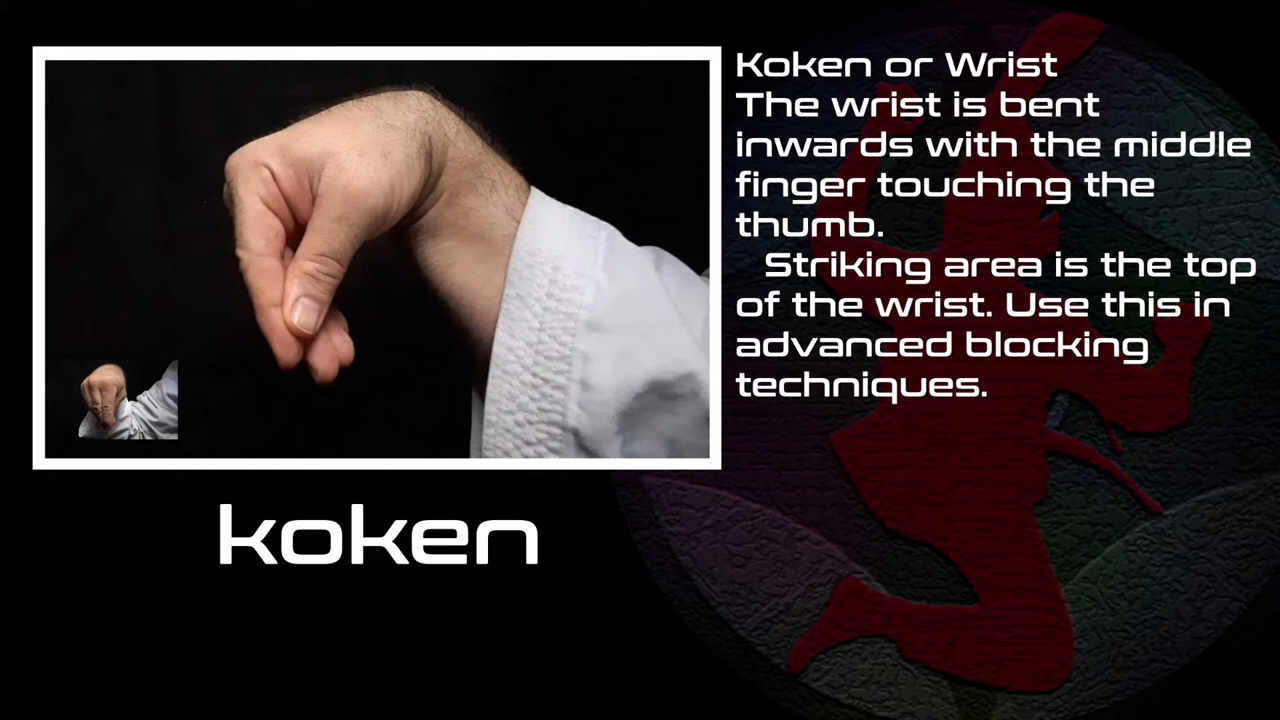 Koken or Wrist
The wrist is bent
inwards with the middle
finger touching the
thumb.
Striking area is the top
of the wrist. Use this in
advanced blocking
techniques.
koken